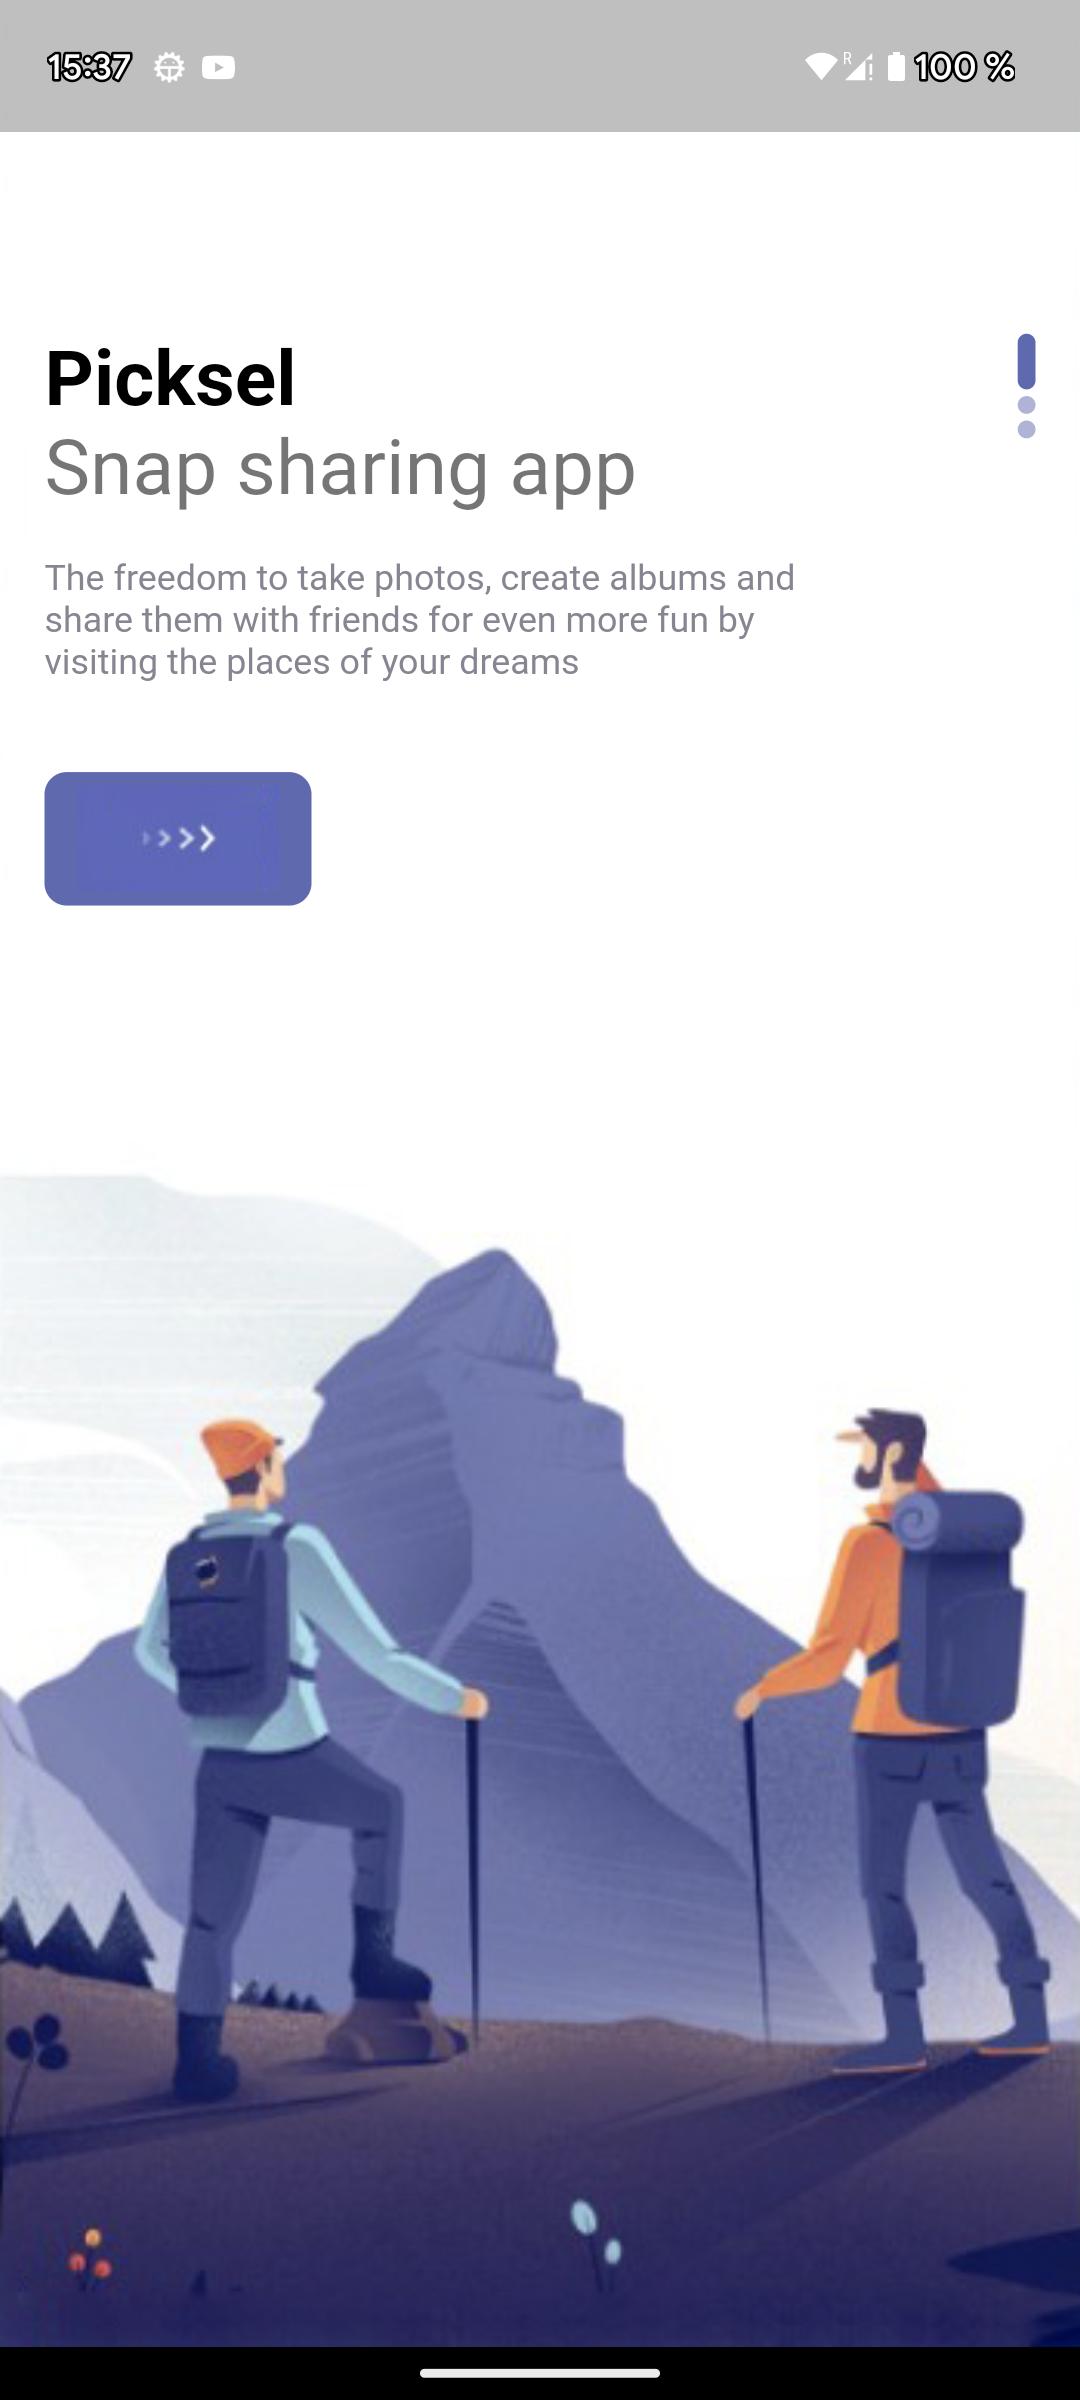 15:37
R
100 %
Picksel
Snap sharing app
The freedom to take photos, create albums and
share them with friends for even more fun by
visiting the places of your dreams